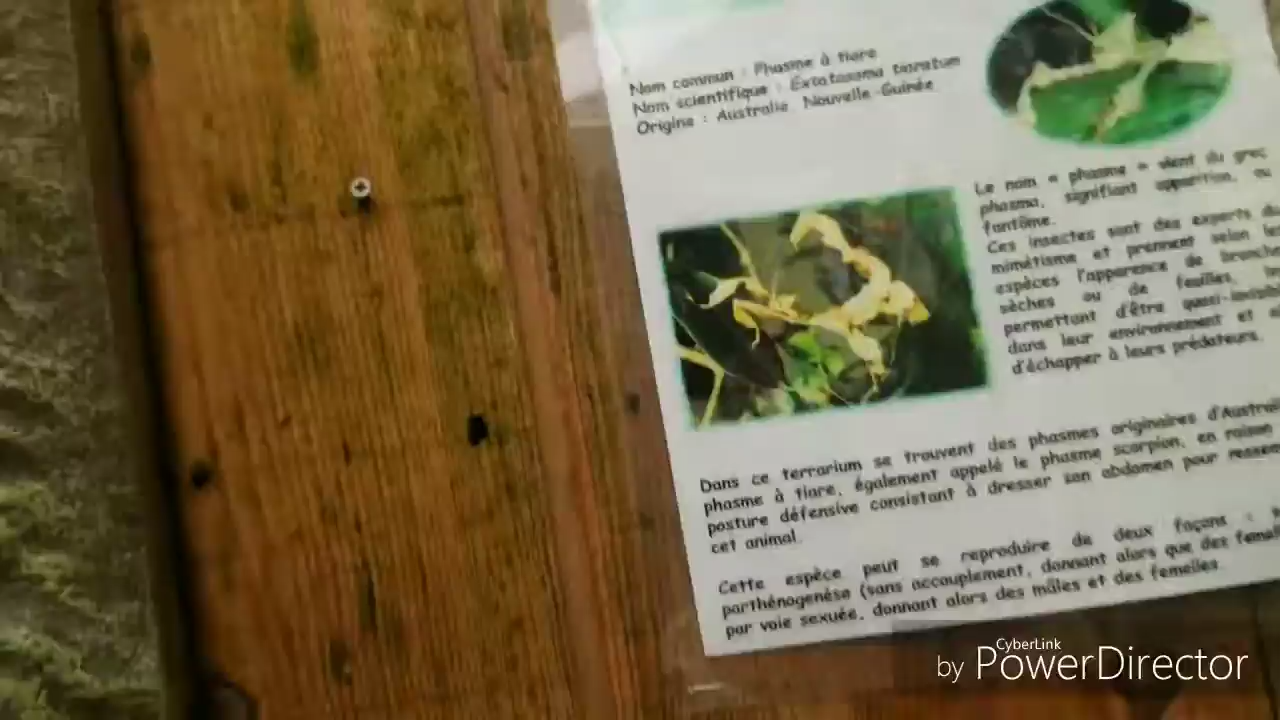 Nom commun : Phasme à tiare
Nom scientifique : Extatosoma tiaratum
Origine : Australie, Nouvelle-Guinée
Le nom « phasme » vient du grec
phasma, signifiant apparition, ou
fantôme.
Ces insectes sont des experts du
mimétisme et prennent selon les
espèces l'apparence de branches
sèches ou de feuilles, leur
permettant d'être quasi-invisibles
dans leur environnement et
d'échapper à leurs prédateurs.
Dans ce terrarium se trouvent des phasmes originaires d'Australie
phasme à tiare, également appelé le phasme scorpion, en raison
posture défensive consistant à dresser son abdomen pour
cet animal.
Cette espèce peut se reproduire de deux façons :
parthénogenèse (sans accouplement, donnant alors que des femelles
par voie sexuée, donnant alors des mâles et des femelles.
CyberLink
by PowerDirector